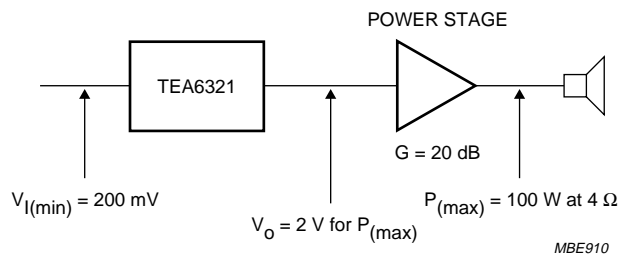 POWER STAGE
TEA6321
G = 20 dB
V_I(min) = 200 mV
V_o = 2 V for P_(max)
P_(max) = 100 W at 4 Ω
MBE910